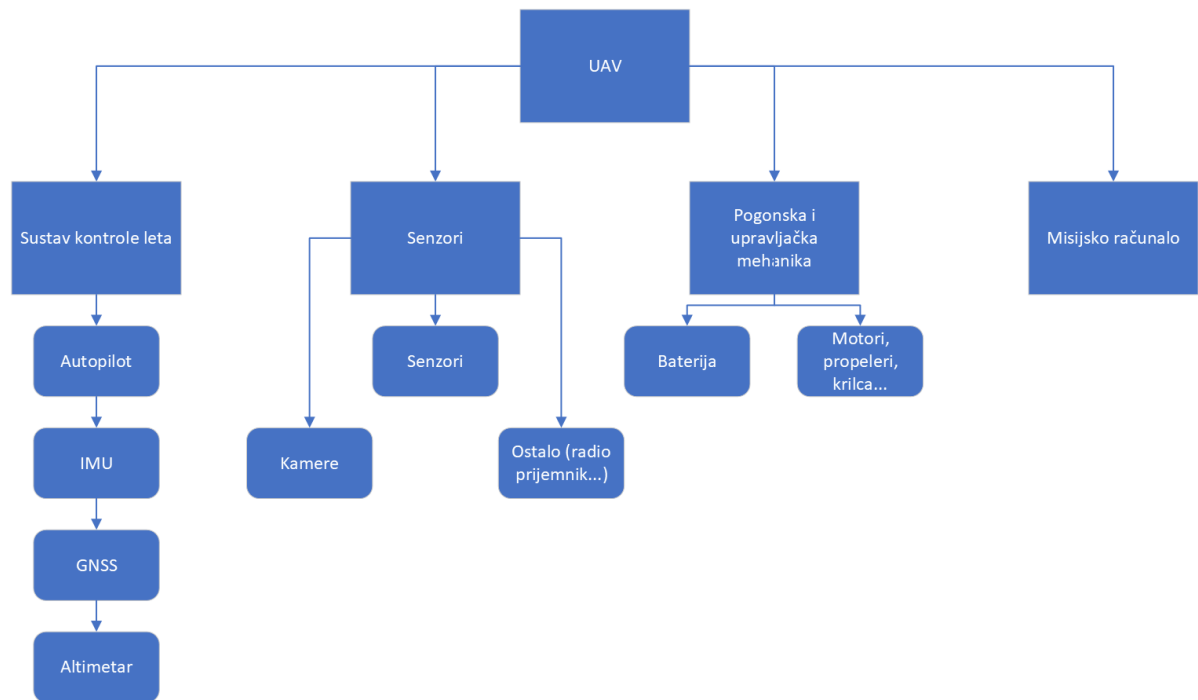 UAV
Sustav kontrole leta
Senzori
Pogonska i
upravljačka
mehanika
Misijsko računalo
Autopilot
Senzori
Baterija
Motori,
propeleri,
krilca...
IMU
Kamere
Ostalo (radio
prijemnik...)
GNSS
Altimetar